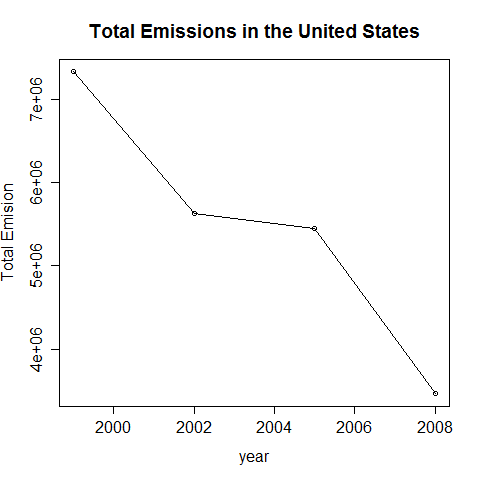 Total Emissions in the United States
7e+06
6e+06
5e+06
4e+06
Total Emision
2000 2002 2004 2006 2008
year